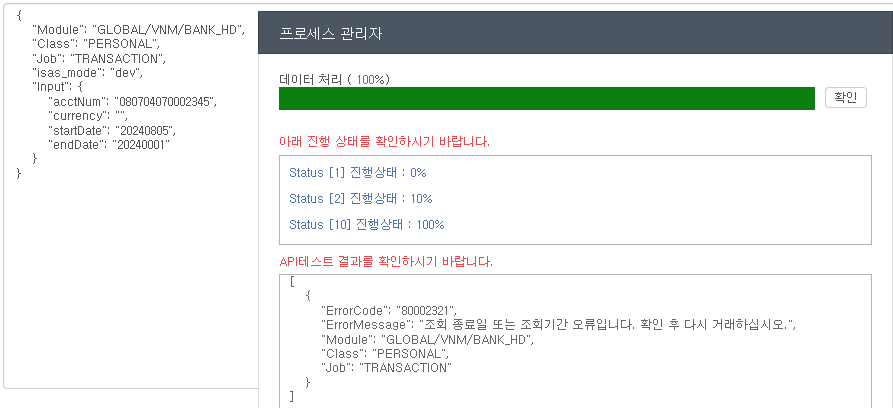 {
"Module": "GLOBAL/VNM/BANK_HD",
"Class": "PERSONAL",
"Job": "TRANSACTION",
"isas_mode": "dev",
"Input": {
"acctNum": "080704070002345",
"currency": "",
"startDate": "20240805",
"endDate": "20240001"
}
}
프로세스 관리자
데이터 처리 ( 100%)
확인
아래 진행 상태를 확인하시기 바랍니다.
Status [1] 진행상태 : 0%
Status [2] 진행상태 : 10%
Status [10] 진행상태 : 100%
API테스트 결과를 확인하시기 바랍니다.
[
{
"ErrorCode": "80002321",
"ErrorMessage": "조회 종료일 또는 조회기간 오류입니다. 확인 후 다시 거래하십시오.",
"Module": "GLOBAL/VNM/BANK_HD",
"Class": "PERSONAL",
"Job": "TRANSACTION"
}
]